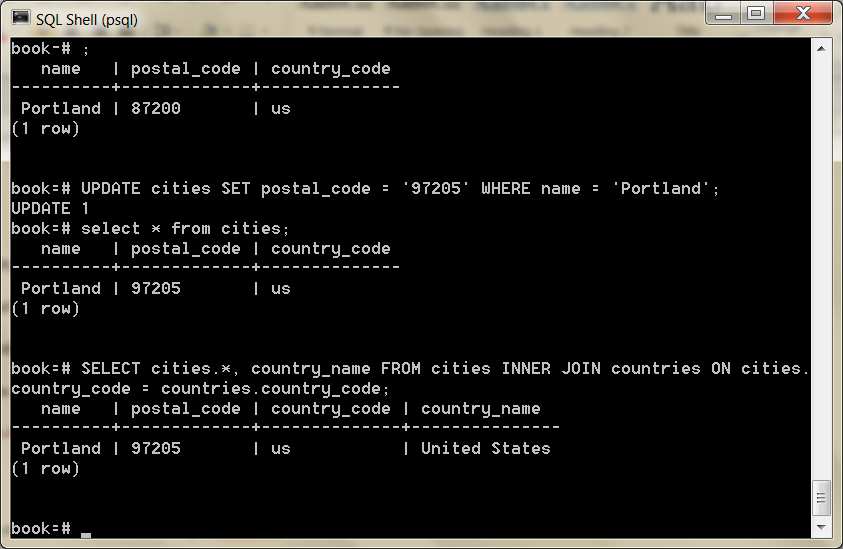 SQL Shell (psql)
book-# ;
   name   | postal_code | country_code
----------+-------------+--------------
 Portland | 87200       | us
(1 row)
book=# UPDATE cities SET postal_code = '97205' WHERE name = 'Portland';
UPDATE 1
book=# select * from cities;
   name   | postal_code | country_code
----------+-------------+--------------
 Portland | 97205       | us
(1 row)
book=# SELECT cities.*, country_name FROM cities INNER JOIN countries ON cities.
country_code = countries.country_code;
   name   | postal_code | country_code | country_name
----------+-------------+--------------+---------------
 Portland | 97205       | us           | United States
(1 row)
book=# _